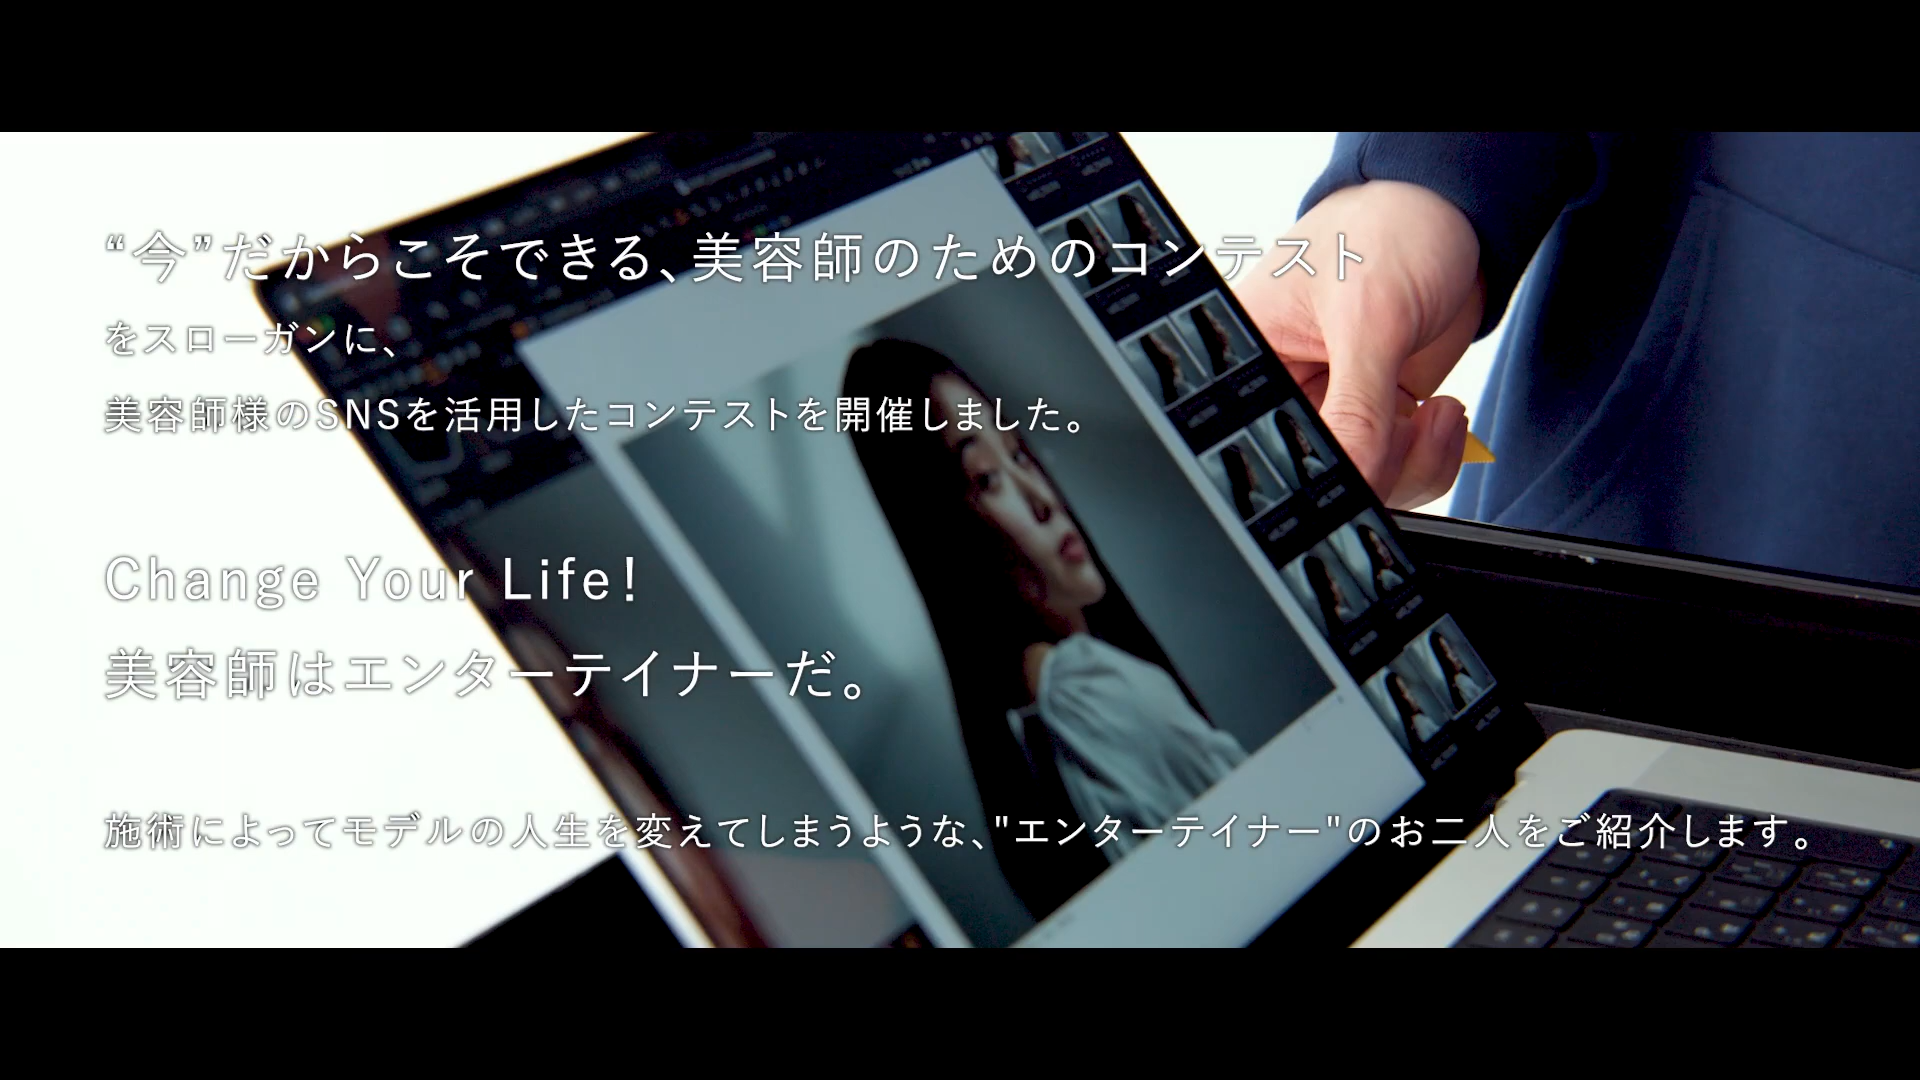 “今”だからこそできる、美容師のためのコンテスト
をスローガンに、
美容師様のSNSを活用したコンテストを開催しました。
Change Your Life!
美容師はエンターテイナーだ。
施術によってモデルの人生を変えてしまうような、"エンターテイナー"のお二人をご紹介します。